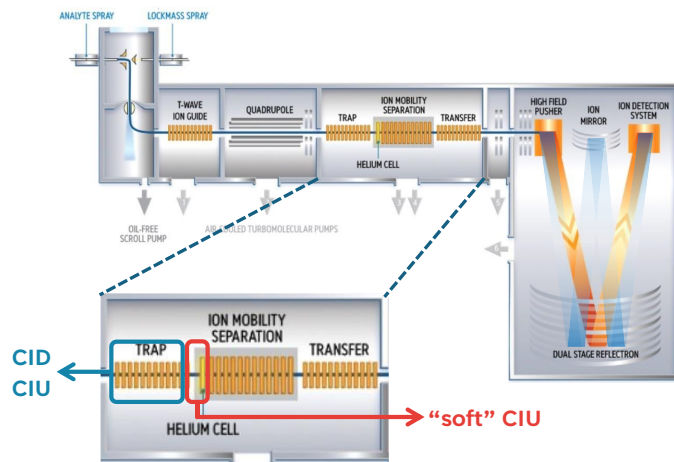 ANALYTE SPRAY
LOCKMASS SPRAY
T-WAVE
ION GUIDE
QUADRUPOLE
ION MOBILITY
SEPARATION
TRAP
TRANSFER
HELIUM CELL
HIGH FIELD
PUSHER
ION
MIRROR
ION DETECTION
SYSTEM
OIL-FREE
SCROLL PUMP
AIR-COOLED TURBOMOLECULAR PUMPS
DUAL STAGE REFLECTRON
ION MOBILITY
SEPARATION
TRAP
TRANSFER
HELIUM CELL
CID
CIU
“soft” CIU